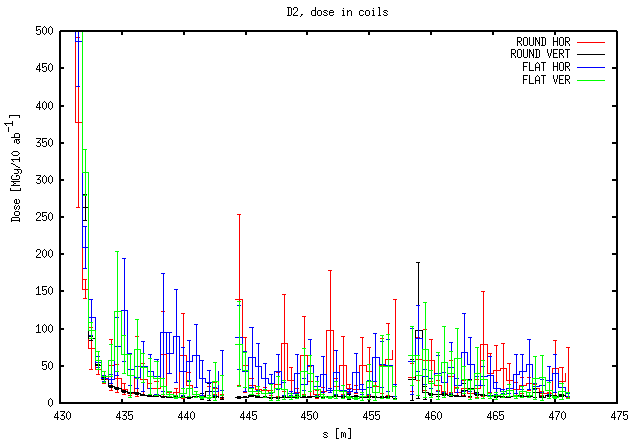 D2, dose in coils
ROUND HOR
ROUND VERT
FLAT HOR
FLAT VER
500
450
400
350
300
250
200
150
100
50
0
Dose [MGy/10 ab⁻¹]
430 435 440 445 450 455 460 465 470 475
s [m]